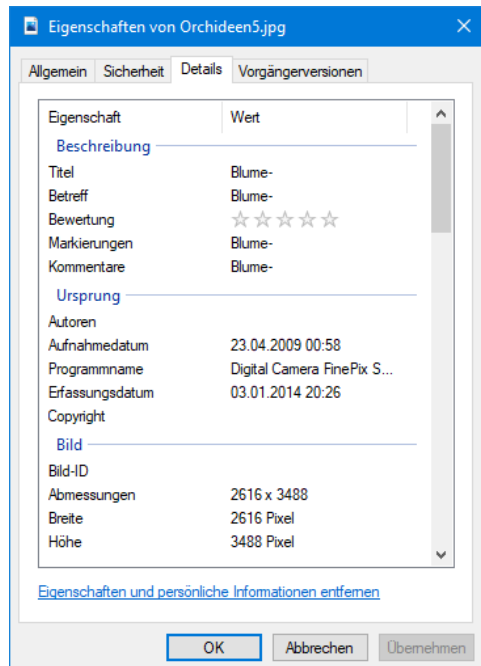 Eigenschaften von Orchideen5.jpg
Allgemein Sicherheit Details Vorgängerversionen
Eigenschaft Wert
Beschreibung
Titel Blume-
Betreff Blume-
Bewertung
Markierungen Blume-
Kommentare Blume-
Ursprung
Autoren
Aufnahmedatum 23.04.2009 00:58
Programmname Digital Camera FinePix S...
Erfassungsdatum 03.01.2014 20:26
Copyright
Bild
Bild-ID
Abmessungen 2616 x 3488
Breite 2616 Pixel
Höhe 3488 Pixel
Eigenschaften und persönliche Informationen entfernen
OK Abbrechen Übernehmen